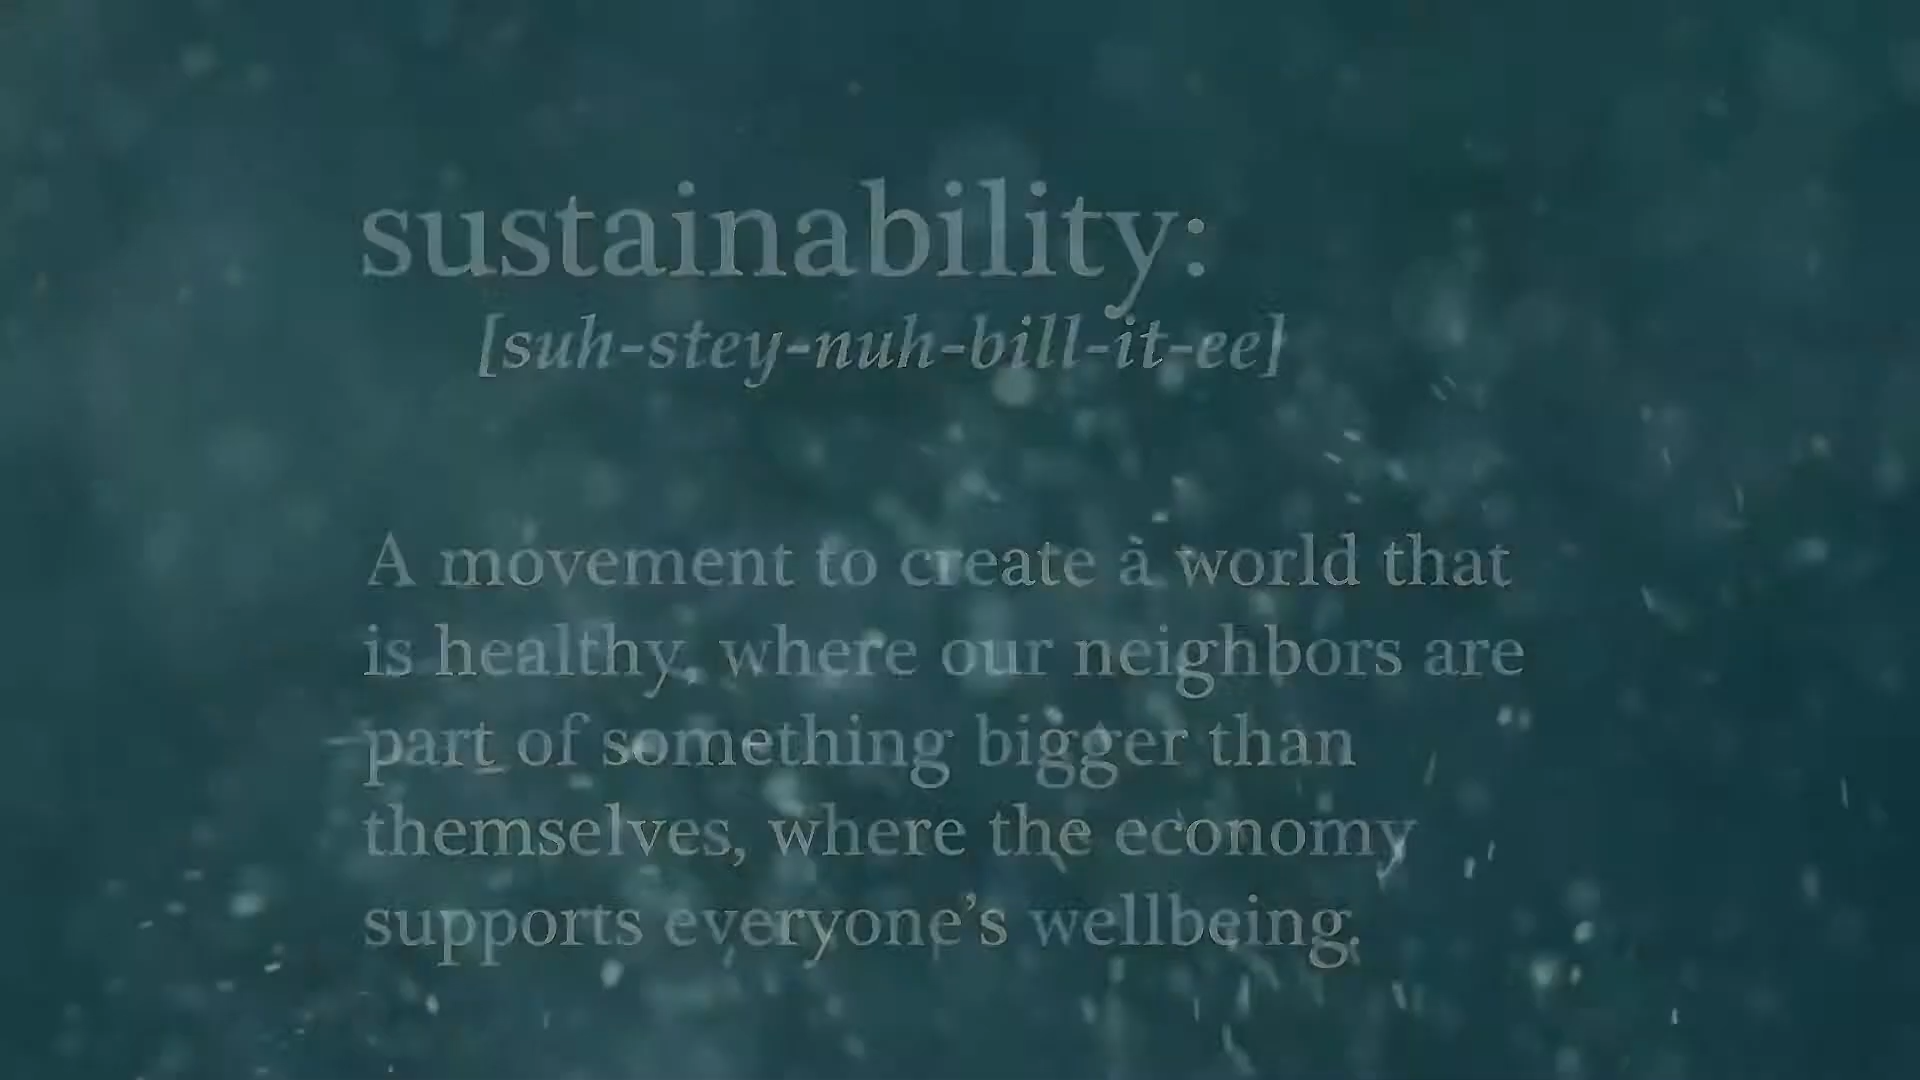 sustainability:
[suh-stey-nuh-bill-it-ee]
A movement to create a world that
is healthy, where our neighbors are
part of something bigger than
themselves, where the economy
supports everyone’s wellbeing.